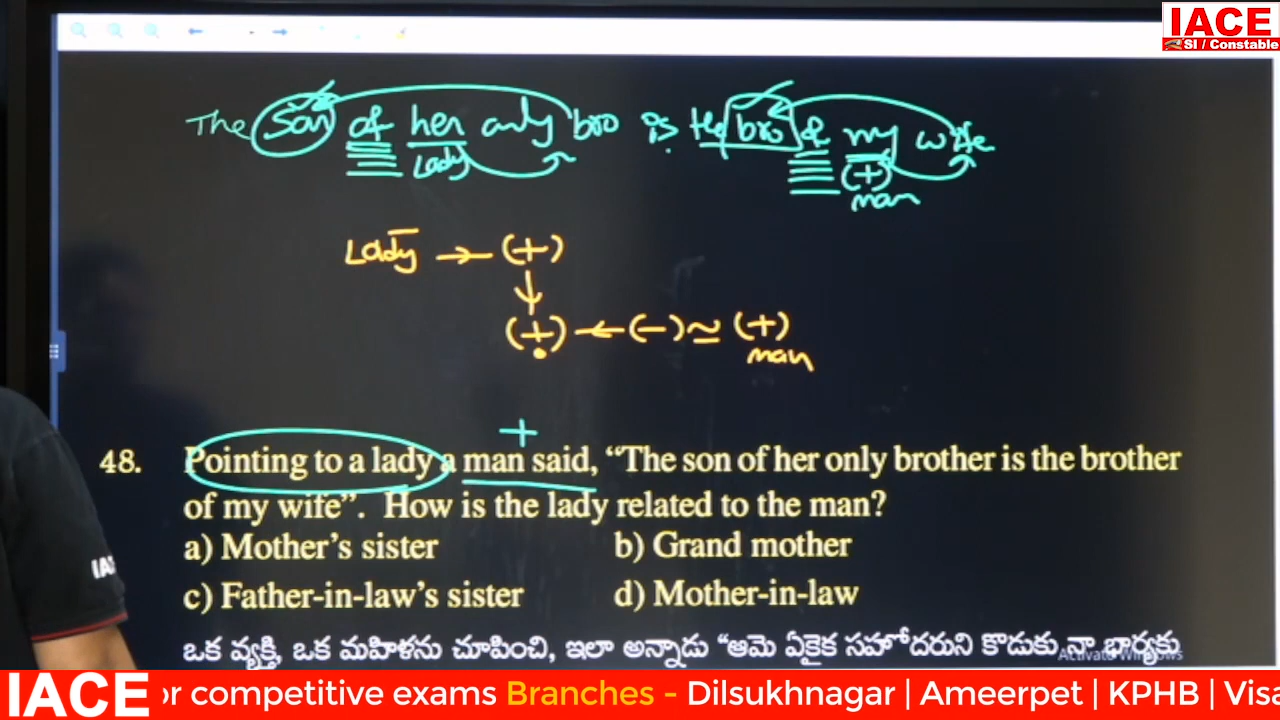 IACE
SI / Constable
The son of her only bro is the bro of my wife
Lady
(+)
man
Lady → (+)
↓
(+) ← (−) ≃ (+)
man
+
48. Pointing to a lady a man said, “The son of her only brother is the brother
of my wife”. How is the lady related to the man?
a) Mother’s sister b) Grand mother
c) Father-in-law’s sister d) Mother-in-law
ఒక వ్యక్తి, ఒక మహిళను చూపించి, ఇలా అన్నాడు “ఆమె ఏకైక సహోదరుని కొడుకు నా భార్యకు
IACE
IACE or competitive exams Branches - Dilsukhnagar | Ameerpet | KPHB | Visa